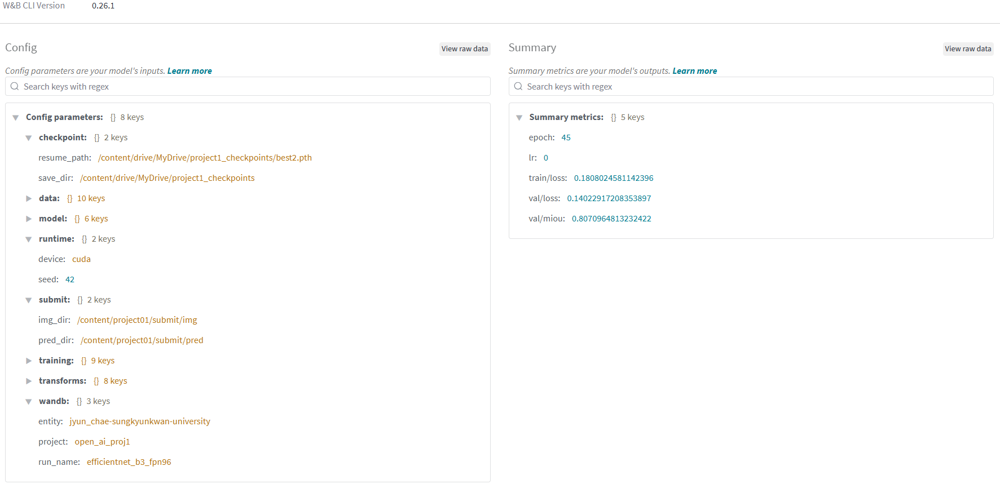 W&B CLI Version 0.26.1
Config
View raw data
Config parameters are your model's inputs. Learn more
Search keys with regex
Config parameters: {} 8 keys
checkpoint: {} 2 keys
resume_path: /content/drive/MyDrive/project1_checkpoints/best2.pth
save_dir: /content/drive/MyDrive/project1_checkpoints
data: {} 10 keys
model: {} 6 keys
runtime: {} 2 keys
device: cuda
seed: 42
submit: {} 2 keys
img_dir: /content/project01/submit/img
pred_dir: /content/project01/submit/pred
training: {} 9 keys
transforms: {} 8 keys
wandb: {} 3 keys
entity: jyun_chae-sungkyunkwan-university
project: open_ai_proj1
run_name: efficientnet_b3_fpn96
Summary
View raw data
Summary metrics are your model's outputs. Learn more
Search keys with regex
Summary metrics: {} 5 keys
epoch: 45
lr: 0
train/loss: 0.1808024581142396
val/loss: 0.14022917208353897
val/miou: 0.8070964813232422